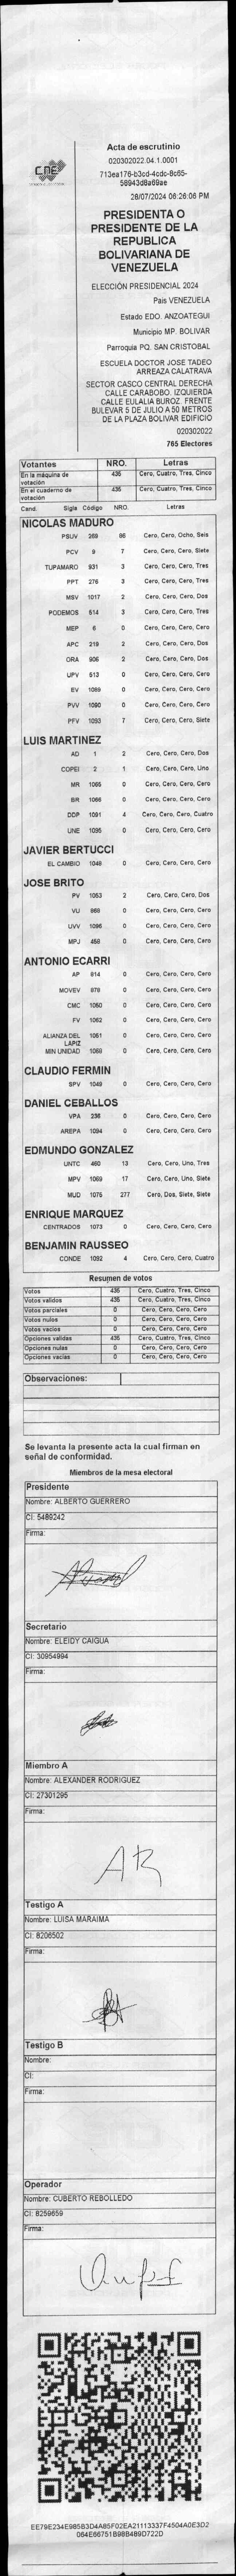 CNE
Acta de escrutinio
020302022.04.1.0001
713ea176-b3cd-4cdc-8c65-
59943d8a69ae
28/07/2024 06:26:06 PM
PRESIDENTA O
PRESIDENTE DE LA
REPUBLICA
BOLIVARIANA DE
VENEZUELA
ELECCIÓN PRESIDENCIAL 2024
Pais VENEZUELA
Estado EDO. ANZOATEGUI
Municipio MP. BOLIVAR
Parroquia PQ. SAN CRISTOBAL
ESCUELA DOCTOR JOSE TADEO
ARREAZA CALATRAVA
SECTOR CASCO CENTRAL DERECHA
CALLE CARABOBO. IZQUIERDA
CALLE EULALIA BUROZ. FRENTE
BULEVAR 5 DE JULIO A 50 METROS
DE LA PLAZA BOLIVAR EDIFICIO
020302022
765 Electores
Votantes NRO. Letras
En la máquina de votación 435 Cero, Cuatro, Tres, Cinco
En el cuaderno de votación 435 Cero, Cuatro, Tres, Cinco
Cand. Sigla Código NRO. Letras
NICOLAS MADURO
PSUV 269 86 Cero, Cero, Ocho, Seis
PCV 9 7 Cero, Cero, Cero, Siete
TUPAMARO 931 3 Cero, Cero, Cero, Tres
PPT 276 3 Cero, Cero, Cero, Tres
MSV 1017 2 Cero, Cero, Cero, Dos
PODEMOS 514 3 Cero, Cero, Cero, Tres
MEP 6 0 Cero, Cero, Cero, Cero
APC 219 2 Cero, Cero, Cero, Dos
ORA 906 2 Cero, Cero, Cero, Dos
UPV 513 0 Cero, Cero, Cero, Cero
EV 1089 0 Cero, Cero, Cero, Cero
PVV 1090 0 Cero, Cero, Cero, Cero
PFV 1093 7 Cero, Cero, Cero, Siete
LUIS MARTINEZ
AD 1 2 Cero, Cero, Cero, Dos
COPEI 2 1 Cero, Cero, Cero, Uno
MR 1065 0 Cero, Cero, Cero, Cero
BR 1066 0 Cero, Cero, Cero, Cero
DDP 1091 4 Cero, Cero, Cero, Cuatro
UNE 1095 0 Cero, Cero, Cero, Cero
JAVIER BERTUCCI
EL CAMBIO 1048 0 Cero, Cero, Cero, Cero
JOSE BRITO
PV 1053 2 Cero, Cero, Cero, Dos
VU 868 0 Cero, Cero, Cero, Cero
UVV 1096 0 Cero, Cero, Cero, Cero
MPJ 458 0 Cero, Cero, Cero, Cero
ANTONIO ECARRI
AP 814 0 Cero, Cero, Cero, Cero
MOVEV 979 0 Cero, Cero, Cero, Cero
CMC 1050 0 Cero, Cero, Cero, Cero
FV 1052 0 Cero, Cero, Cero, Cero
ALIANZA DEL LAPIZ 1051 0 Cero, Cero, Cero, Cero
MIN UNIDAD 1069 0 Cero, Cero, Cero, Cero
CLAUDIO FERMIN
SPV 1049 0 Cero, Cero, Cero, Cero
DANIEL CEBALLOS
VPA 236 0 Cero, Cero, Cero, Cero
AREPA 1094 0 Cero, Cero, Cero, Cero
EDMUNDO GONZALEZ
UNTC 460 13 Cero, Cero, Uno, Tres
MPV 1069 17 Cero, Cero, Uno, Siete
MUD 1075 277 Cero, Dos, Siete, Siete
ENRIQUE MARQUEZ
CENTRADOS 1073 0 Cero, Cero, Cero, Cero
BENJAMIN RAUSSEO
CONDE 1092 4 Cero, Cero, Cero, Cuatro
Resumen de votos
Votos 435 Cero, Cuatro, Tres, Cinco
Votos validos 435 Cero, Cuatro, Tres, Cinco
Votos parciales 0 Cero, Cero, Cero, Cero
Votos nulos 0 Cero, Cero, Cero, Cero
Votos vacios 0 Cero, Cero, Cero, Cero
Opciones validas 435 Cero, Cuatro, Tres, Cinco
Opciones nulas 0 Cero, Cero, Cero, Cero
Opciones vacias 0 Cero, Cero, Cero, Cero
Observaciones:
Se levanta la presente acta la cual firman en
señal de conformidad.
Miembros de la mesa electoral
Presidente
Nombre: ALBERTO GUERRERO
CI: 5489242
Firma:
Secretario
Nombre: ELEIDY CAIGUA
CI: 30954994
Firma:
Miembro A
Nombre: ALEXANDER RODRIGUEZ
CI: 27301295
Firma:
AR
Testigo A
Nombre: LUISA MARAIMA
CI: 8206502
Firma:
Testigo B
Nombre:
CI:
Firma:
Operador
Nombre: CUBERTO REBOLLEDO
CI: 8259659
Firma:
EE79E234E985B3D4A85F02EA21113337F4504A0E3D2
064E66751B98B489D722D